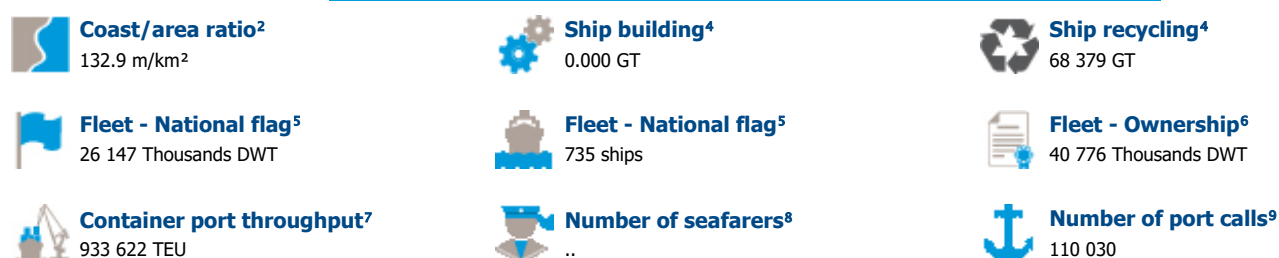 Coast/area ratio²
132.9 m/km²
Ship building⁴
0.000 GT
Ship recycling⁴
68 379 GT
Fleet - National flag⁵
26 147 Thousands DWT
Fleet - National flag⁵
735 ships
Fleet - Ownership⁶
40 776 Thousands DWT
Container port throughput⁷
933 622 TEU
Number of seafarers⁸
..
Number of port calls⁹
110 030